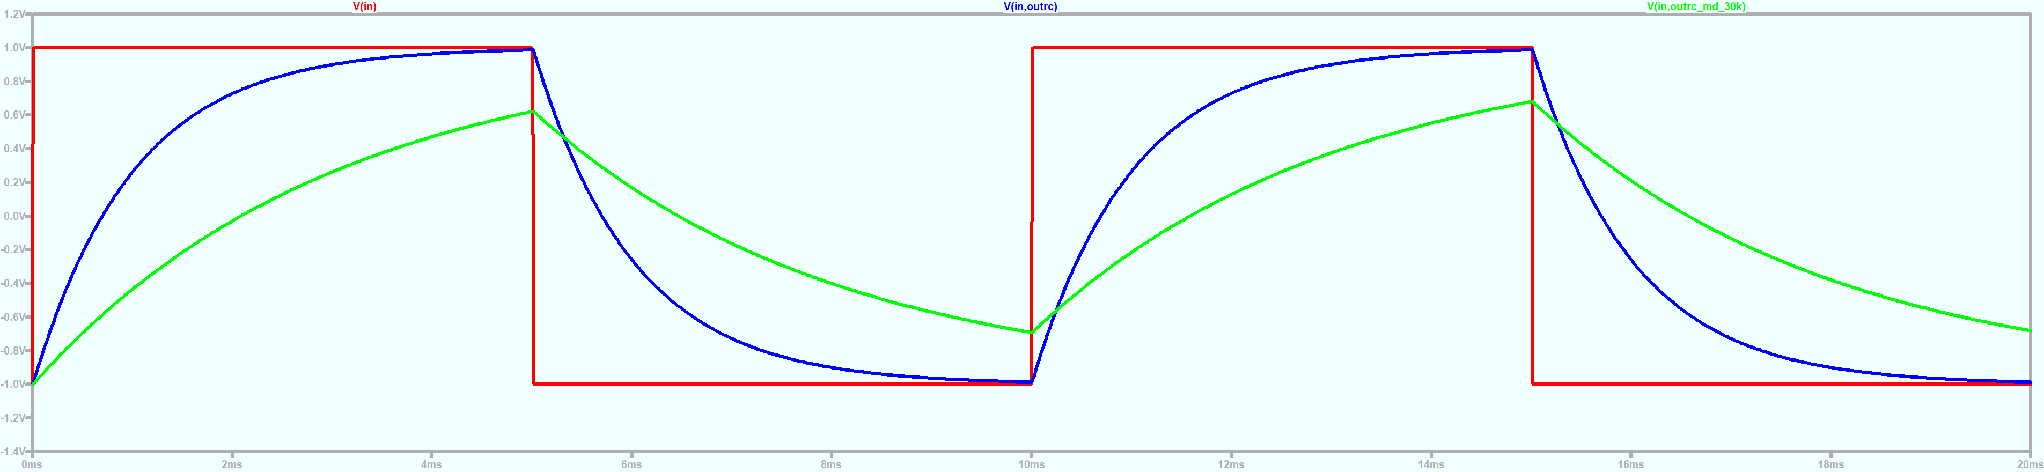 V(in) V(in,outrc) V(in,outrc_md_30k)
1.2V
1.0V
0.8V
0.6V
0.4V
0.2V
0.0V
-0.2V
-0.4V
-0.6V
-0.8V
-1.0V
-1.2V
-1.4V
0ms 2ms 4ms 6ms 8ms 10ms 12ms 14ms 16ms 18ms 20ms